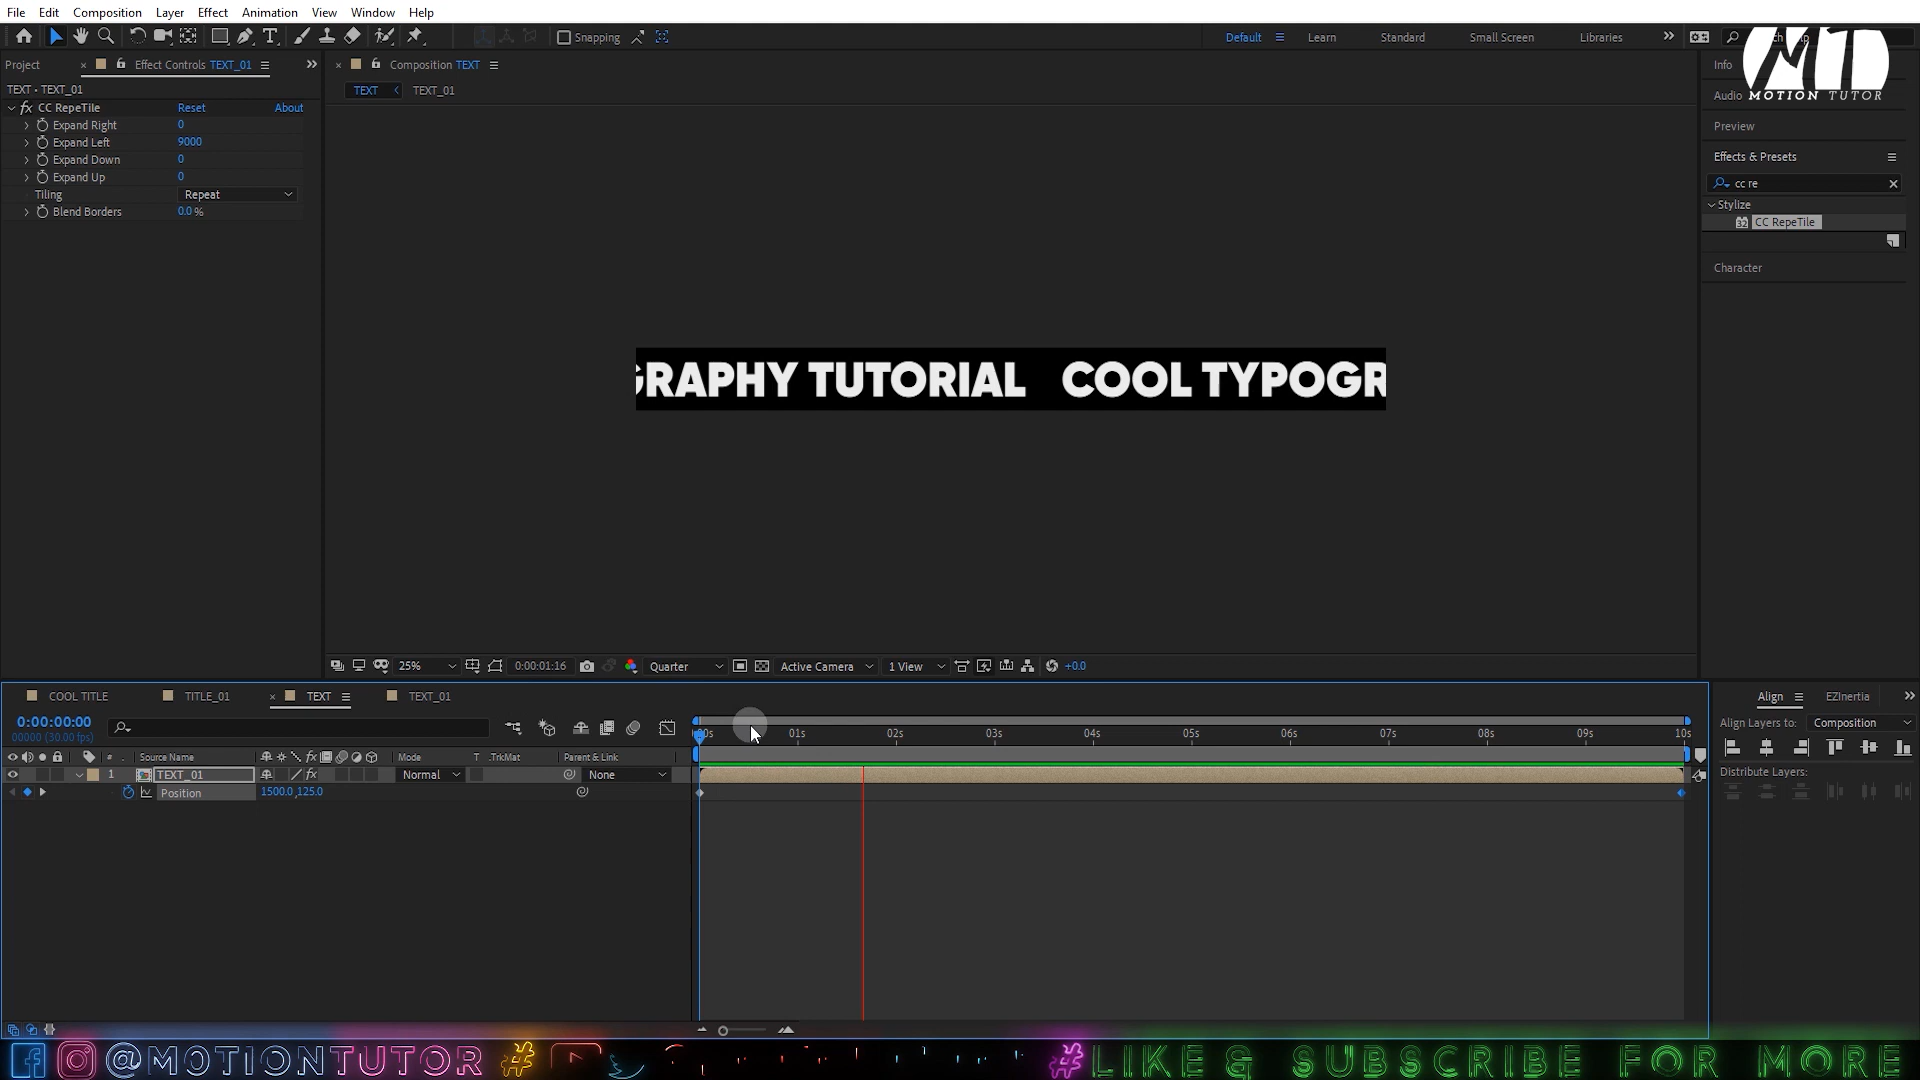 File Edit Composition Layer Effect Animation View Window Help
Snapping
Default Learn Standard Small Screen Libraries
MT
MOTION TUTOR
Project Effect Controls TEXT_01
Composition TEXT
TEXT • TEXT_01
TEXT TEXT_01
fx CC RepeTile Reset About
Expand Right 0
Expand Left 9000
Expand Down 0
Expand Up 0
Tiling Repeat
Blend Borders 0.0 %
GRAPHY TUTORIAL COOL TYPOGR
Info
Audio
Preview
Effects & Presets
cc re
Stylize
32 CC RepeTile
Character
25% 0:00:01:16 Quarter Active Camera 1 View +0.0
COOL TITLE TITLE_01 TEXT TEXT_01
0:00:00:00
00000 (30.00 fps)
00s 01s 02s 03s 04s 05s 06s 07s 08s 09s 10s
# Source Name Mode T .TrkMat Parent & Link
1 TEXT_01 Normal None
Position 1500.0 ,125.0
Align EZInertia
Align Layers to: Composition
Distribute Layers:
@MOTIONTUTOR # #LIKE & SUBSCRIBE FOR MORE